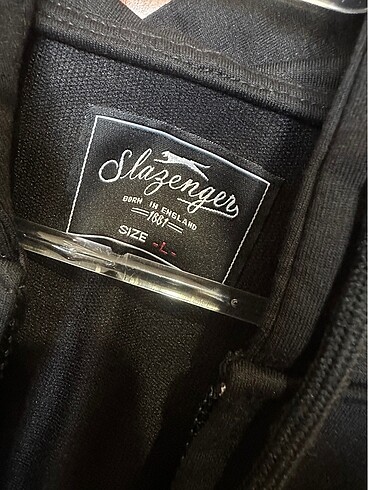 Slazenger
BORN IN ENGLAND
1881
SIZE -L-